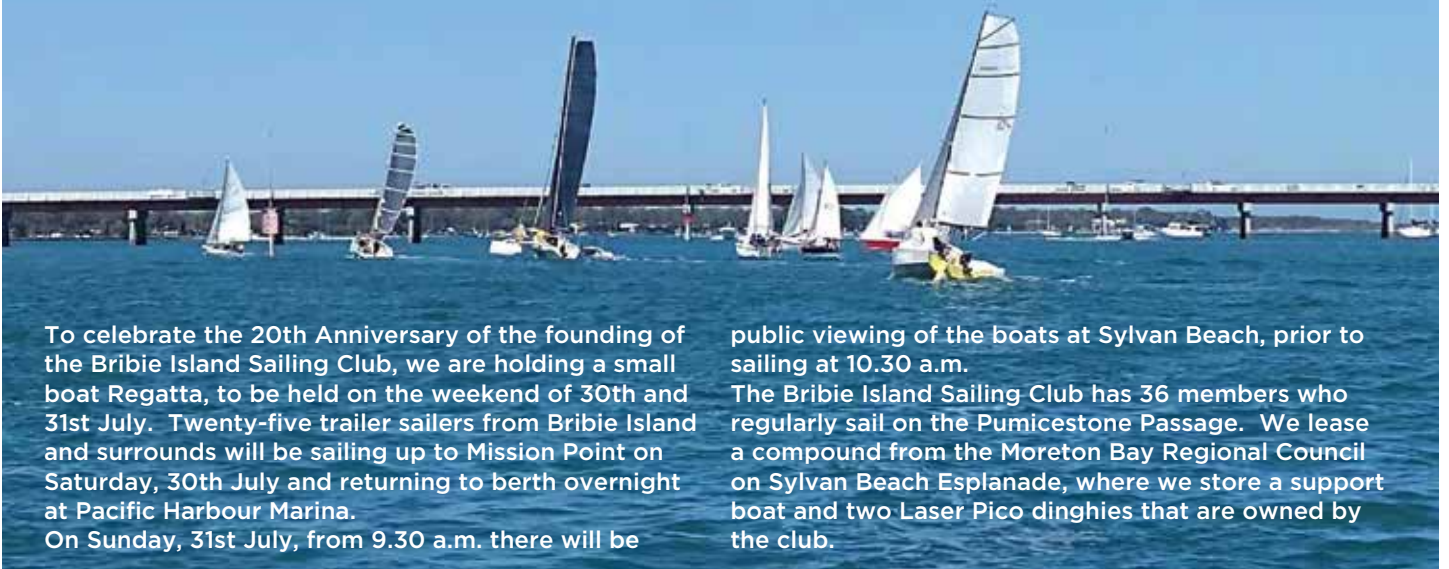 To celebrate the 20th Anniversary of the founding of
the Bribie Island Sailing Club, we are holding a small
boat Regatta, to be held on the weekend of 30th and
31st July.  Twenty-five trailer sailers from Bribie Island
and surrounds will be sailing up to Mission Point on
Saturday, 30th July and returning to berth overnight
at Pacific Harbour Marina.
On Sunday, 31st July, from 9.30 a.m. there will be
public viewing of the boats at Sylvan Beach, prior to
sailing at 10.30 a.m.
The Bribie Island Sailing Club has 36 members who
regularly sail on the Pumicestone Passage.  We lease
a compound from the Moreton Bay Regional Council
on Sylvan Beach Esplanade, where we store a support
boat and two Laser Pico dinghies that are owned by
the club.